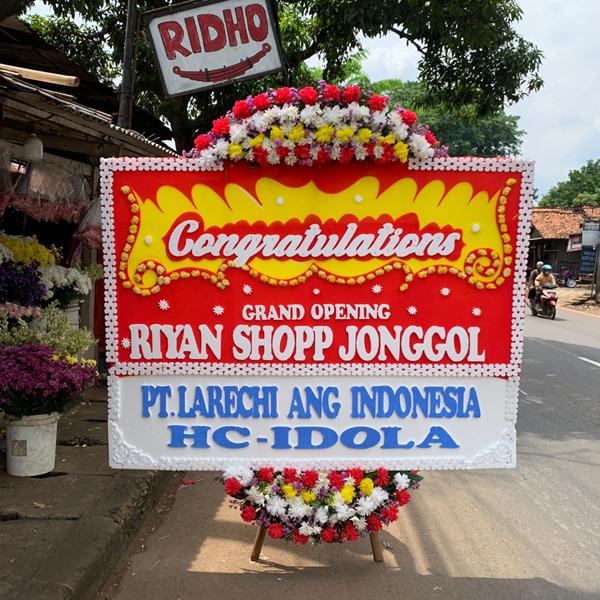 RIDHO
Congratulations
GRAND OPENING
RIYAN SHOPP JONGGOL
PT. LARECHI ANG INDONESIA
HC-IDOLA